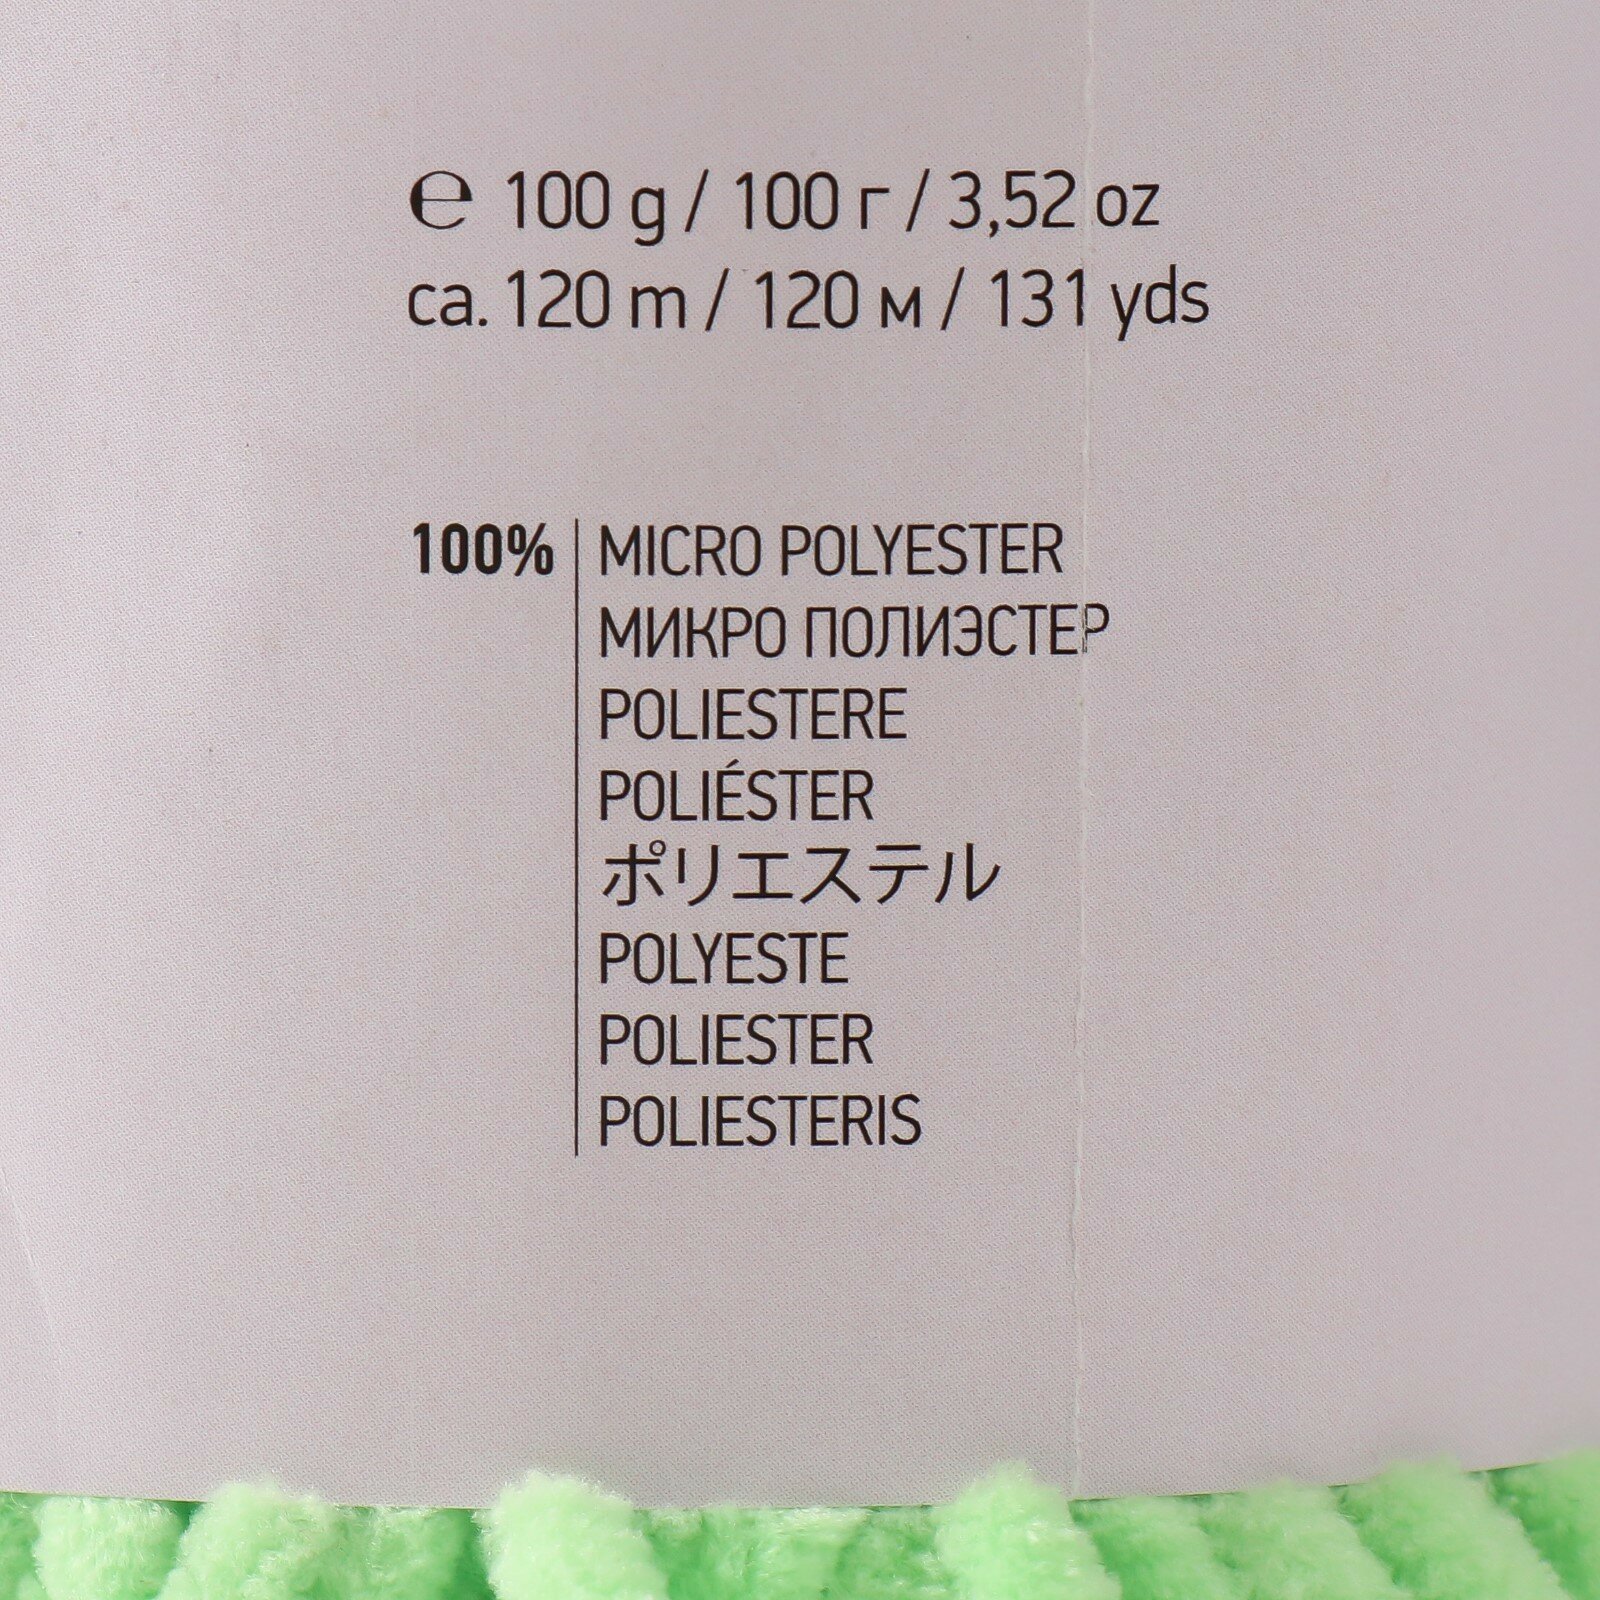 ℮ 100 g / 100 г / 3,52 oz
ca. 120 m / 120 м / 131 yds
100% MICRO POLYESTER
МИКРО ПОЛИЭСТЕР
POLIESTERE
POLIÉSTER
ポリエステル
POLYESTE
POLIESTER
POLIESTERIS